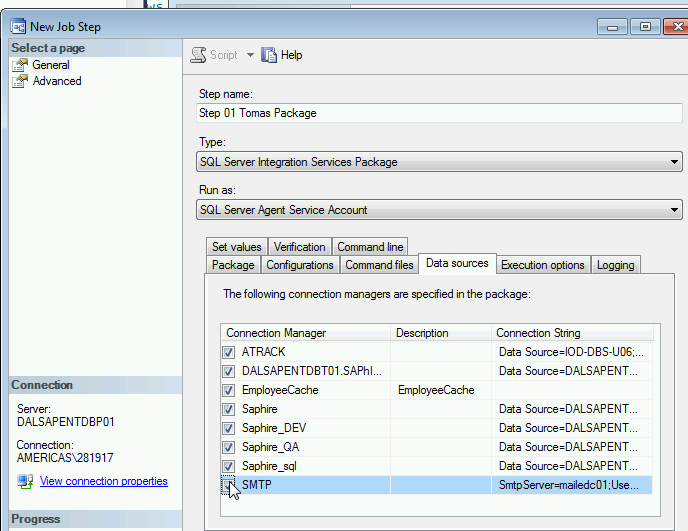 WS
New Job Step
Select a page
General
Advanced
Script
Help
Step name:
Step 01 Tomas Package
Type:
SQL Server Integration Services Package
Run as:
SQL Server Agent Service Account
Set values
Verification
Command line
Package
Configurations
Command files
Data sources
Execution options
Logging
The following connection managers are specified in the package:
Connection Manager
Description
Connection String
ATRACK
Data Source=IOD-DBS-U06;...
DALSAPENTDBT01.SAPhI...
Data Source=DALSAPENT...
EmployeeCache
EmployeeCache
Saphire
Data Source=DALSAPENT...
Saphire_DEV
Data Source=DALSAPENT...
Saphire_QA
Data Source=DALSAPENT...
Saphire_sql
Data Source=DALSAPENT...
SMTP
SmtpServer=mailedc01;Use...
Connection
Server:
DALSAPENTDBP01
Connection:
AMERICAS\281917
View connection properties
Progress